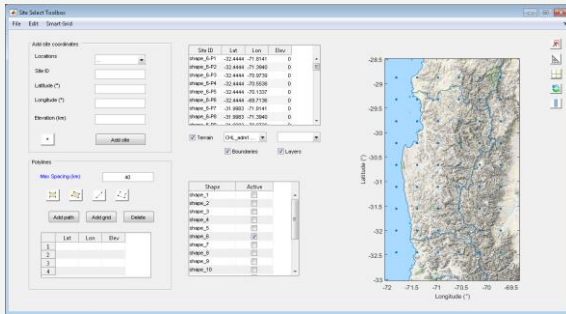 Site Select Toolbox
File Edit Smart Grid
Add site coordinates
Locations
Site ID
Latitude (°)
Longitude (°)
Elevation (km)
Add site
Polylines
Max Spacing (km) 40
Add path Add grid Delete
Lat Lon Elev
1
2
3
4
Site ID Lat Lon Elev
shape_6-P1 -32.4444 -71.8141 0
shape_6-P2 -32.4444 -71.3940 0
shape_6-P3 -32.4444 -70.9739 0
shape_6-P4 -32.4444 -70.5538 0
shape_6-P5 -32.4444 -70.1337 0
shape_6-P6 -32.4444 -69.7136 0
shape_6-P7 -31.9983 -71.8141 0
shape_6-P8 -31.9983 -71.3940 0
Terrain CHL_adm1 ...
Boundaries Layers
Shape Active
shape_1
shape_2
shape_3
shape_4
shape_5
shape_6
shape_7
shape_8
shape_9
shape_10
Latitude (°)
-28.5
-29
-29.5
-30
-30.5
-31
-31.5
-32
-32.5
-33
-72 -71.5 -71 -70.5 -70 -69.5
Longitude (°)